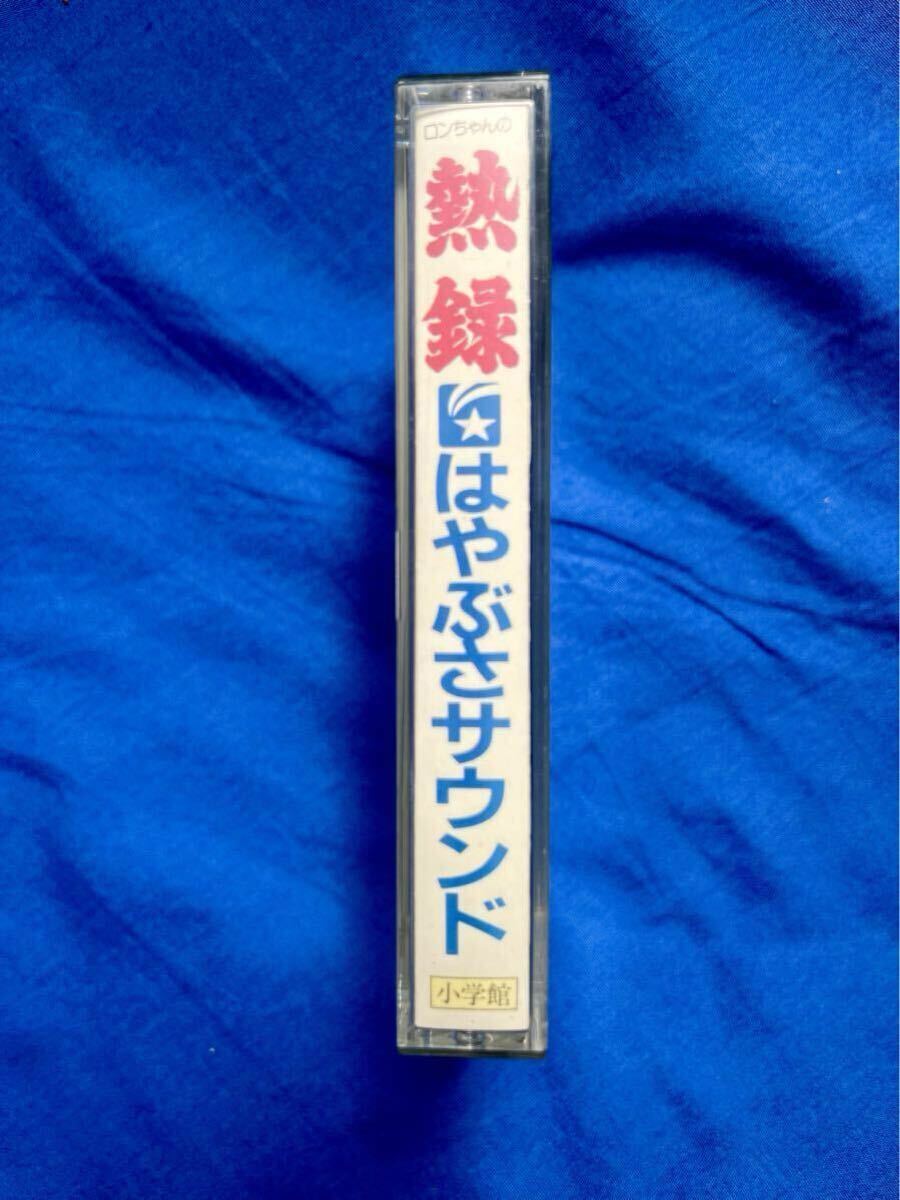 ロンちゃんの
熱録
はやぶさサウンド
小学館